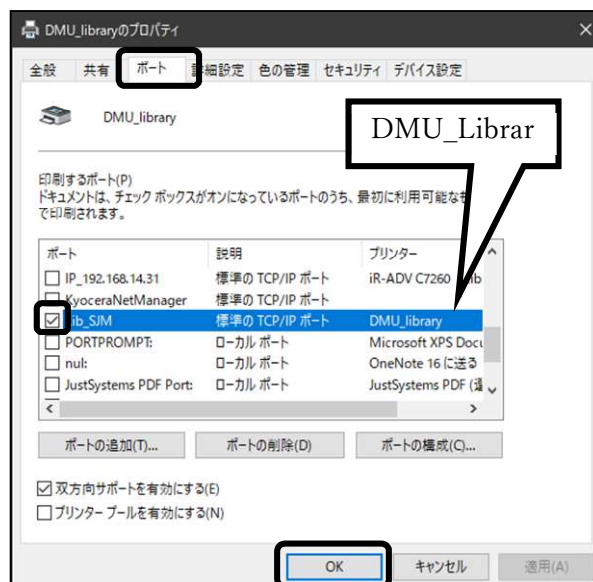 DMU_libraryのプロパティ
全般 共有 ポート 詳細設定 色の管理 セキュリティ デバイス設定
DMU_library
DMU_Librar
印刷するポート(P)
ドキュメントは、チェック ボックスがオンになっているポートのうち、最初に利用可能な
で印刷されます。
ポート 説明 プリンター
IP_192.168.14.31 標準の TCP/IP ポート iR-ADV C7260
KyoceraNetManager 標準の TCP/IP ポート
Lib_SJM 標準の TCP/IP ポート DMU_library
PORTPROMPT: ローカル ポート Microsoft XPS Docu
nul: ローカル ポート OneNote 16 に送る
JustSystems PDF Port: ローカル ポート JustSystems PDF
ポートの追加(T)... ポートの削除(D) ポートの構成(C)...
双方向サポートを有効にする(E)
プリンター プールを有効にする(N)
OK キャンセル 適用(A)